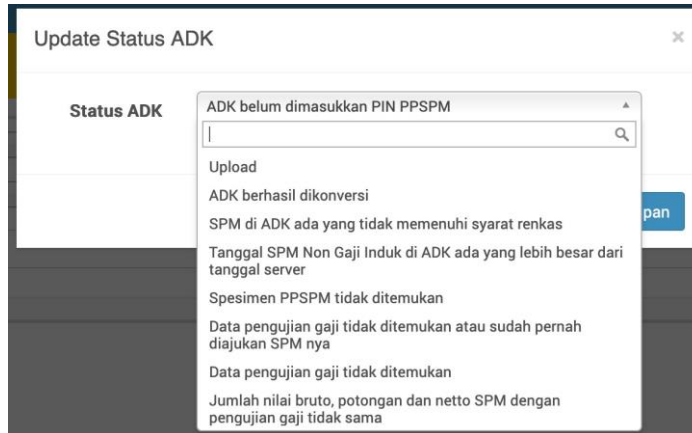 Update Status ADK
×
Status ADK
ADK belum dimasukkan PIN PPSPM
Upload
ADK berhasil dikonversi
SPM di ADK ada yang tidak memenuhi syarat renkas
Tanggal SPM Non Gaji Induk di ADK ada yang lebih besar dari
tanggal server
Spesimen PPSPM tidak ditemukan
Data pengujian gaji tidak ditemukan atau sudah pernah
diajukan SPM nya
Data pengujian gaji tidak ditemukan
Jumlah nilai bruto, potongan dan netto SPM dengan
pengujian gaji tidak sama
pan